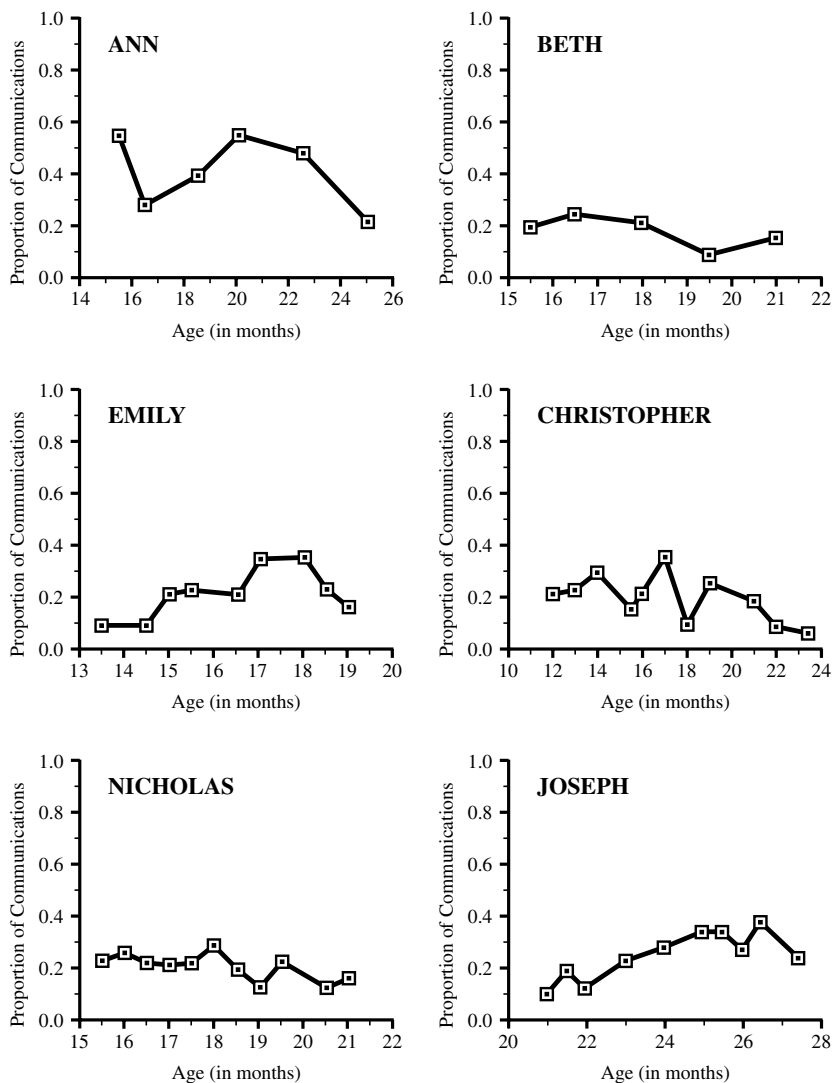 ANN
Proportion of Communications
1.0
0.8
0.6
0.4
0.2
0.0
14 16 18 20 22 24 26
Age (in months)
BETH
Proportion of Communications
1.0
0.8
0.6
0.4
0.2
0.0
15 16 17 18 19 20 21 22
Age (in months)
EMILY
Proportion of Communications
1.0
0.8
0.6
0.4
0.2
0.0
13 14 15 16 17 18 19 20
Age (in months)
CHRISTOPHER
Proportion of Communications
1.0
0.8
0.6
0.4
0.2
0.0
10 12 14 16 18 20 22 24
Age (in months)
NICHOLAS
Proportion of Communications
1.0
0.8
0.6
0.4
0.2
0.0
15 16 17 18 19 20 21 22
Age (in months)
JOSEPH
Proportion of Communications
1.0
0.8
0.6
0.4
0.2
0.0
20 22 24 26 28
Age (in months)